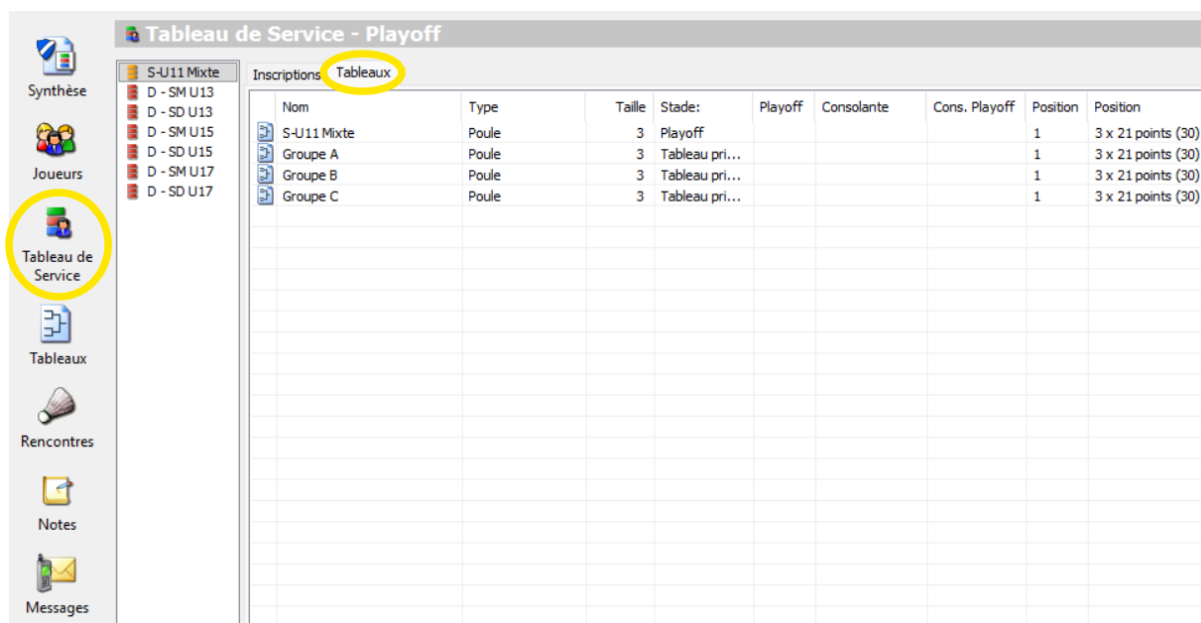 Tableau de Service - Playoff
Synthèse
Joueurs
Tableau de
Service
Tableaux
Rencontres
Notes
Messages
S-U11 Mixte
D - SM U13
D - SD U13
D - SM U15
D - SD U15
D - SM U17
D - SD U17
Inscriptions Tableaux
Nom Type Taille Stade: Playoff Consolante Cons. Playoff Position Position
S-U11 Mixte Poule 3 Playoff 1 3 x 21 points (30)
Groupe A Poule 3 Tableau pri... 1 3 x 21 points (30)
Groupe B Poule 3 Tableau pri... 1 3 x 21 points (30)
Groupe C Poule 3 Tableau pri... 1 3 x 21 points (30)